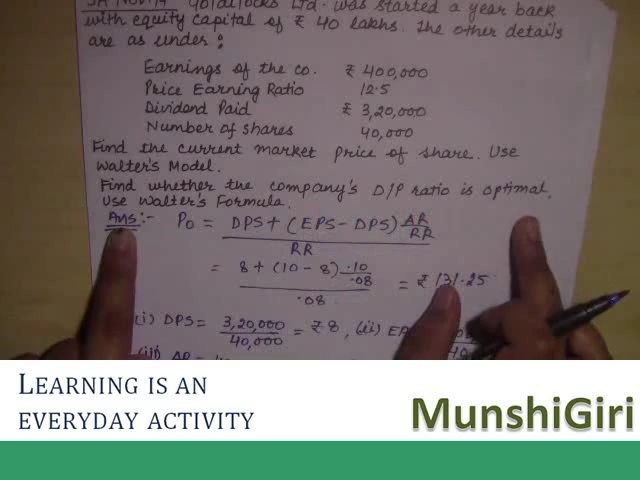 Ltd. was started a year back
with equity capital of ₹ 40 lakhs. The other details
are as under:
Earnings of the co. ₹ 400,000
Price Earning Ratio 12.5
Dividend Paid ₹ 3,20,000
Number of shares 40,000
Find the current market price of share. Use
Walter's Model.
Find whether the company's D/P ratio is optimal.
Use Walter's Formula.
Ans:- P0 = DPS + (EPS - DPS) AR/RR
RR
= 8 + (10 - 8) .10/.08 = ₹ 131.25
.08
(i) DPS = 3,20,000/40,000 = ₹ 8, (ii)
LEARNING IS AN
EVERYDAY ACTIVITY
MunshiGiri